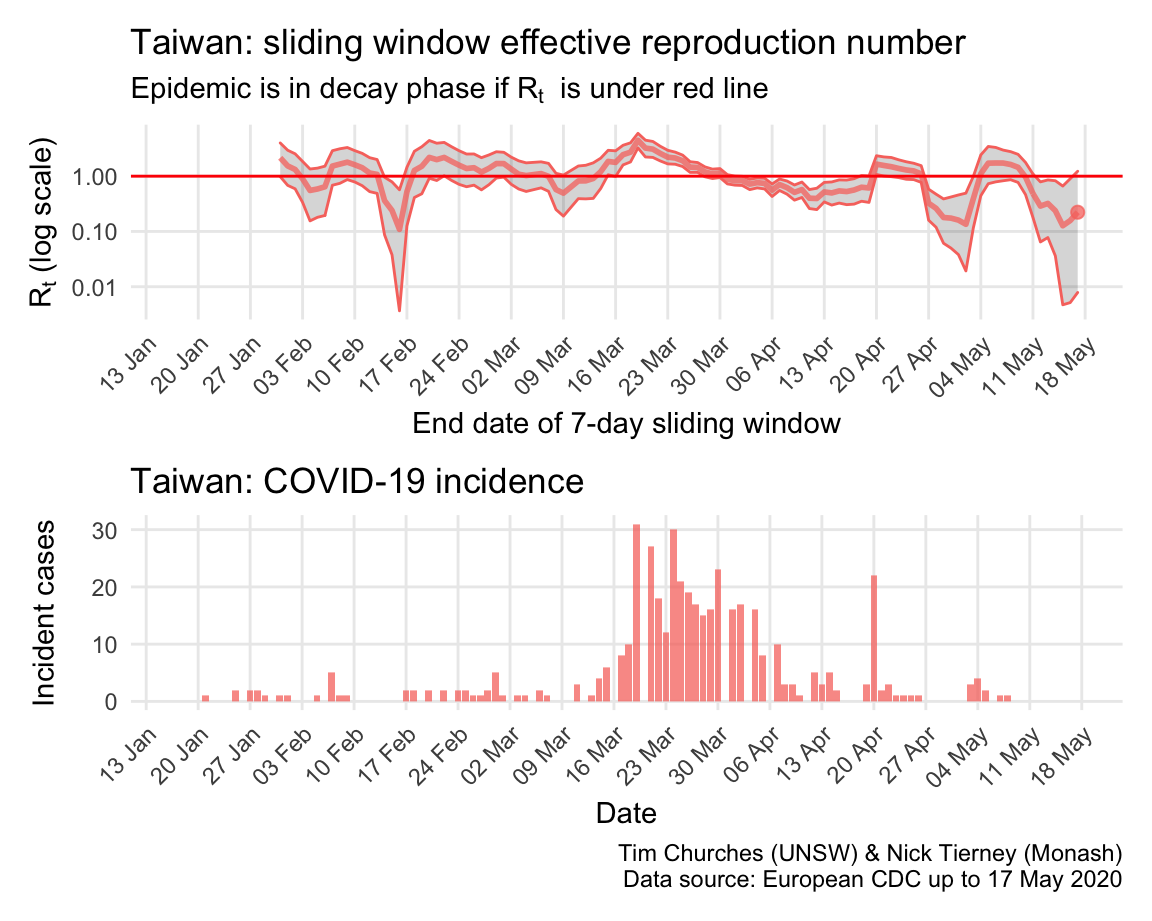 Taiwan: sliding window effective reproduction number
Epidemic is in decay phase if Rt is under red line
Rt (log scale)
1.00
0.10
0.01
13 Jan
20 Jan
27 Jan
03 Feb
10 Feb
17 Feb
24 Feb
02 Mar
09 Mar
16 Mar
23 Mar
30 Mar
06 Apr
13 Apr
20 Apr
27 Apr
04 May
11 May
18 May
End date of 7-day sliding window
Taiwan: COVID-19 incidence
Incident cases
30
20
10
0
13 Jan
20 Jan
27 Jan
03 Feb
10 Feb
17 Feb
24 Feb
02 Mar
09 Mar
16 Mar
23 Mar
30 Mar
06 Apr
13 Apr
20 Apr
27 Apr
04 May
11 May
18 May
Date
Tim Churches (UNSW) & Nick Tierney (Monash)
Data source: European CDC up to 17 May 2020